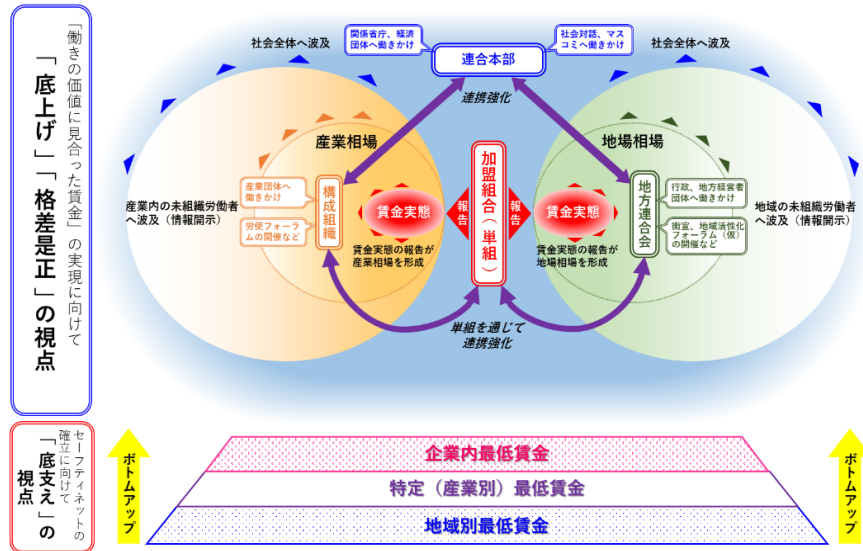 「働きの価値に見合った賃金」の実現に向けて
「底上げ」「格差是正」の視点
社会全体へ波及
関係省庁、経済
団体へ働きかけ
連合本部
社会対話、マス
コミへ働きかけ
社会全体へ波及
連携強化
産業相場
地場相場
産業団体へ
働きかけ
労使フォーラ
ムの開催など
構成組織
賃金実態
報告
加盟組合（単組）
報告
賃金実態
地方連合会
行政、地方経営者
団体へ働きかけ
街宣、地域活性化
フォーラム（仮）
の開催など
産業内の未組織労働者
へ波及（情報開示）
地域の未組織労働者
へ波及（情報開示）
賃金実態の報告が
産業相場を形成
賃金実態の報告が
地場相場を形成
単組を通じて
連携強化
セーフティネットの
確立に向けて
「底支え」の
視点
ボトムアップ
企業内最低賃金
特定（産業別）最低賃金
地域別最低賃金
ボトムアップ